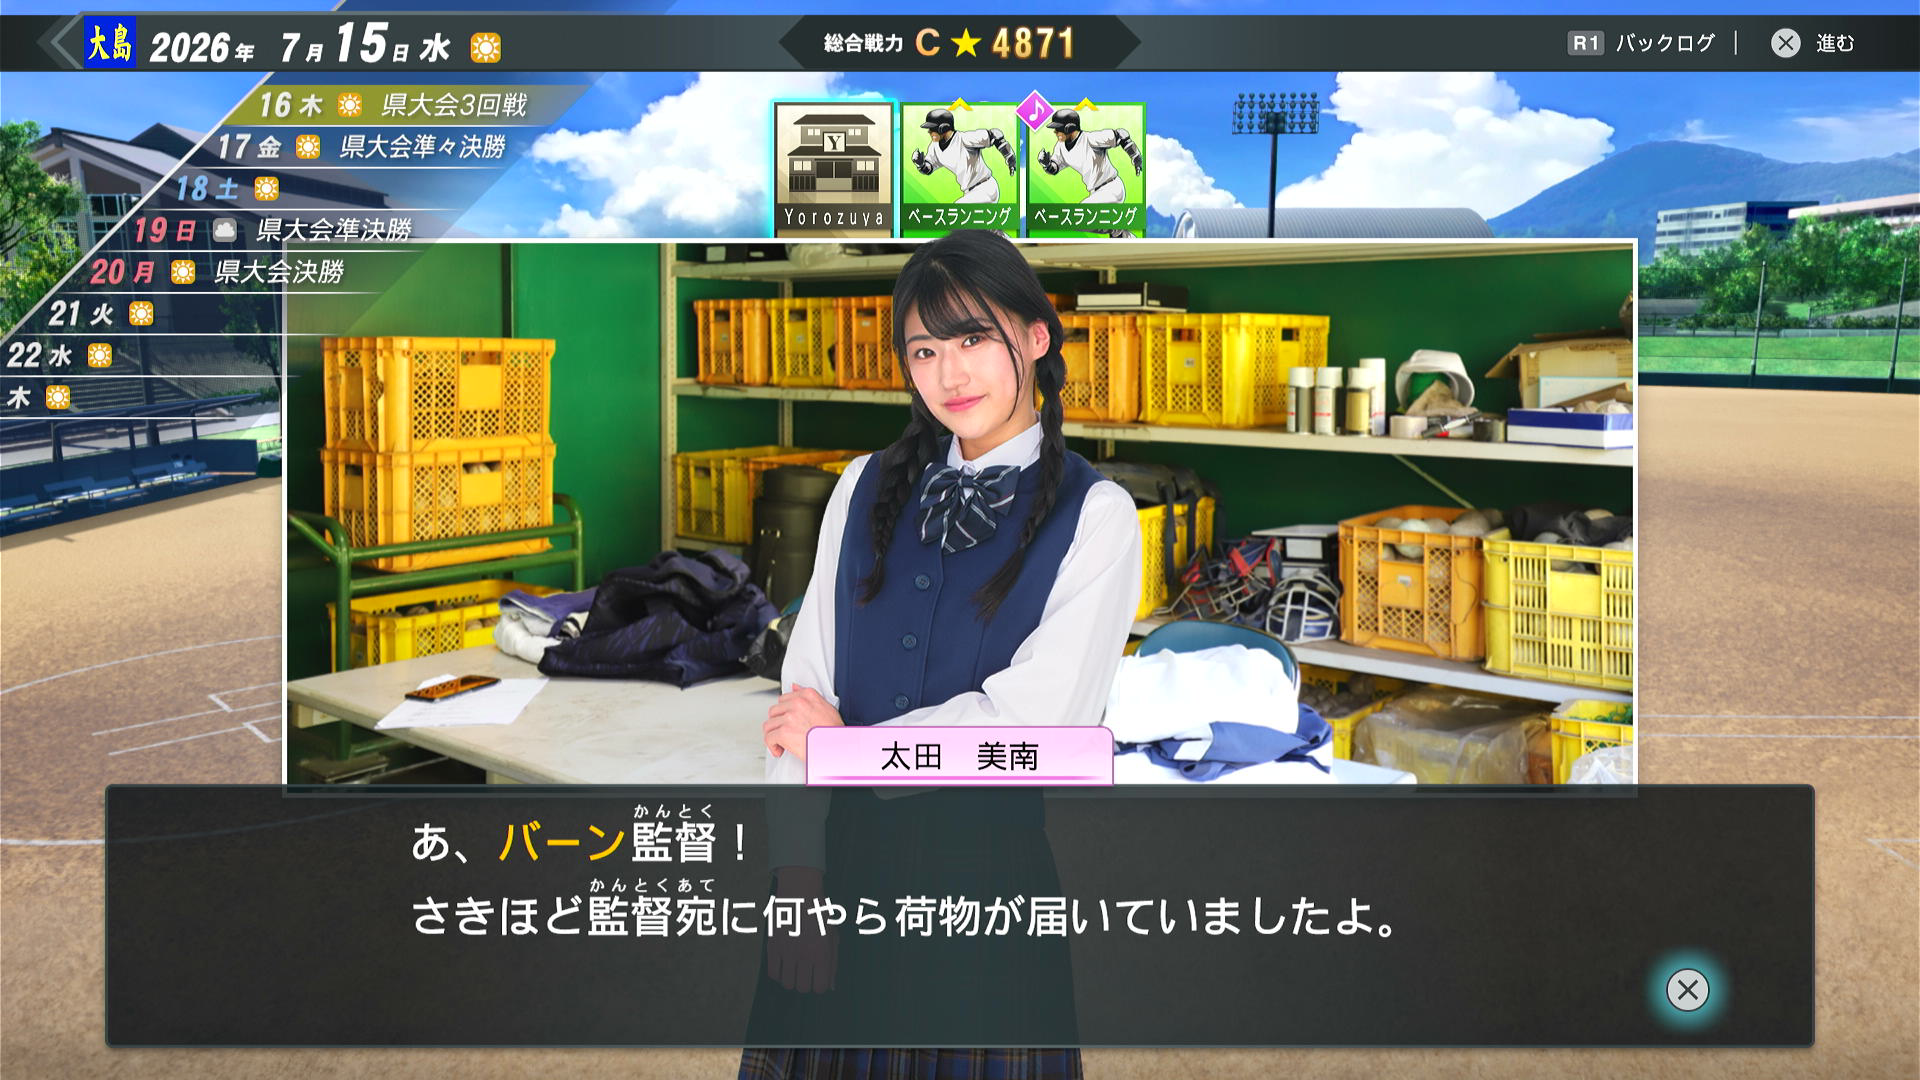 大島 2026年 7月15日 水
総合戦力 C ★ 4871
R1 バックログ | × 進む
16 木 県大会3回戦
17 金 県大会準々決勝
18 土
19 日 県大会準決勝
20 月 県大会決勝
21 火
22 水
木
Y
Yorozuya
ベースランニング
ベースランニング
太田 美南
かんとく
あ、バーン監督！
かんとくあて
さきほど監督宛に何やら荷物が届いていましたよ。